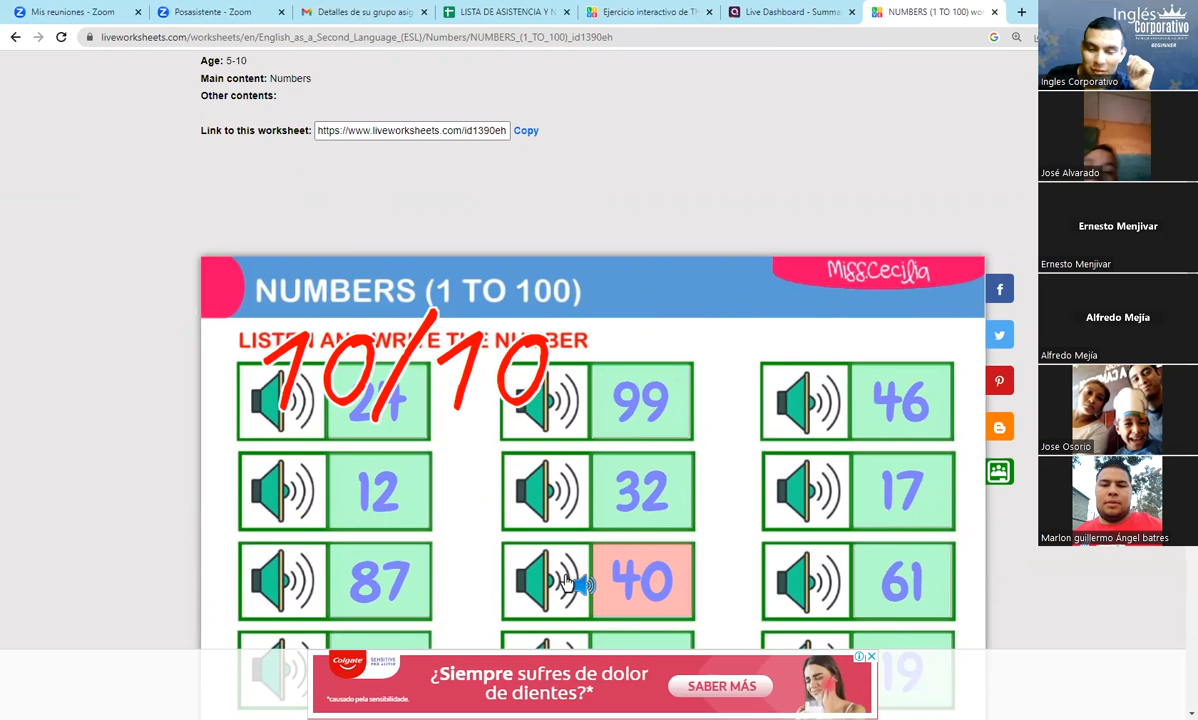 Mis reuniones - Zoom
Posasistente - Zoom
Detalles de su grupo asig
LISTA DE ASISTENCIA Y N
Ejercicio interactivo de Th
Live Dashboard - Summa
NUMBERS (1 TO 100) wo
liveworksheets.com/worksheets/en/English_as_a_Second_Language_(ESL)/Numbers/NUMBERS_(1_TO_100)_id1390eh
Age: 5-10
Main content: Numbers
Other contents:
Link to this worksheet: https://www.liveworksheets.com/id1390eh Copy
NUMBERS (1 TO 100)
Miss.Cecilia
LISTEN AND WRITE THE NUMBER
10/10
99
46
12
32
17
87
40
61
19
Colgate
SENSITIVE
*causado pela sensibilidade.
¿Siempre sufres de dolor
de dientes?*
SABER MÁS
Inglés
Corporativo
BEGINNER
Ingles Corporativo
José Alvarado
Ernesto Menjivar
Ernesto Menjivar
Alfredo Mejía
Alfredo Mejía
Jose Osorio
Marlon guillermo Ángel batres